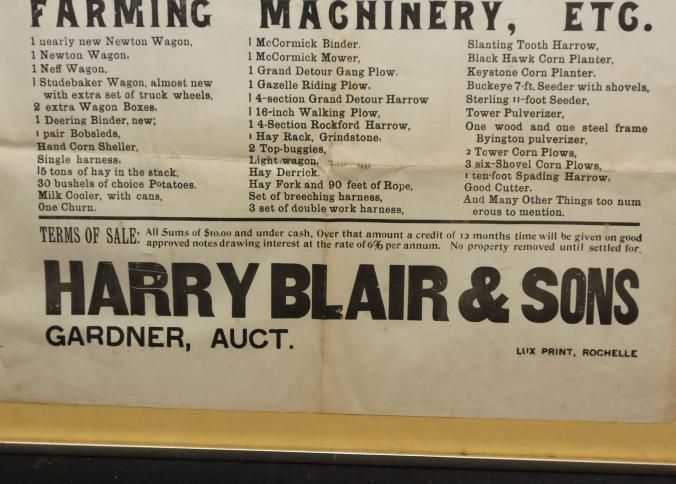 FARMING MACHINERY, ETC.
1 nearly new Newton Wagon,
1 Newton Wagon.
1 Neff Wagon,
1 Studebaker Wagon, almost new
with extra set of truck wheels,
2 extra Wagon Boxes.
1 Deering Binder, new;
1 pair Bobsleds,
Hand Corn Sheller,
Single harness.
15 tons of hay in the stack,
30 bushels of choice Potatoes.
Milk Cooler, with cans,
One Churn.
1 McCormick Binder.
1 McCormick Mower,
1 Grand Detour Gang Plow.
1 Gazelle Riding Plow.
1 4-section Grand Detour Harrow
1 16-inch Walking Plow,
1 4-Section Rockford Harrow,
1 Hay Rack, Grindstone.
2 Top-buggies,
Light wagon.
Hay Derrick.
Hay Fork and 90 feet of Rope,
Set of breeching harness,
3 set of double work harness,
Slanting Tooth Harrow,
Black Hawk Corn Planter,
Keystone Corn Planter.
Buckeye 7-ft. Seeder with shovels,
Sterling 11-foot Seeder,
Tower Pulverizer,
One wood and one steel frame
Byington pulverizer,
2 Tower Corn Plows,
3 six-Shovel Corn Plows,
1 ten-foot Spading Harrow,
Good Cutter.
And Many Other Things too num
erous to mention.
TERMS OF SALE: All Sums of $10.00 and under cash. Over that amount a credit of 12 months time will be given on good
approved notes drawing interest at the rate of 6% per annum. No property removed until settled for.
HARRY BLAIR & SONS
GARDNER, AUCT.
LUX PRINT, ROCHELLE